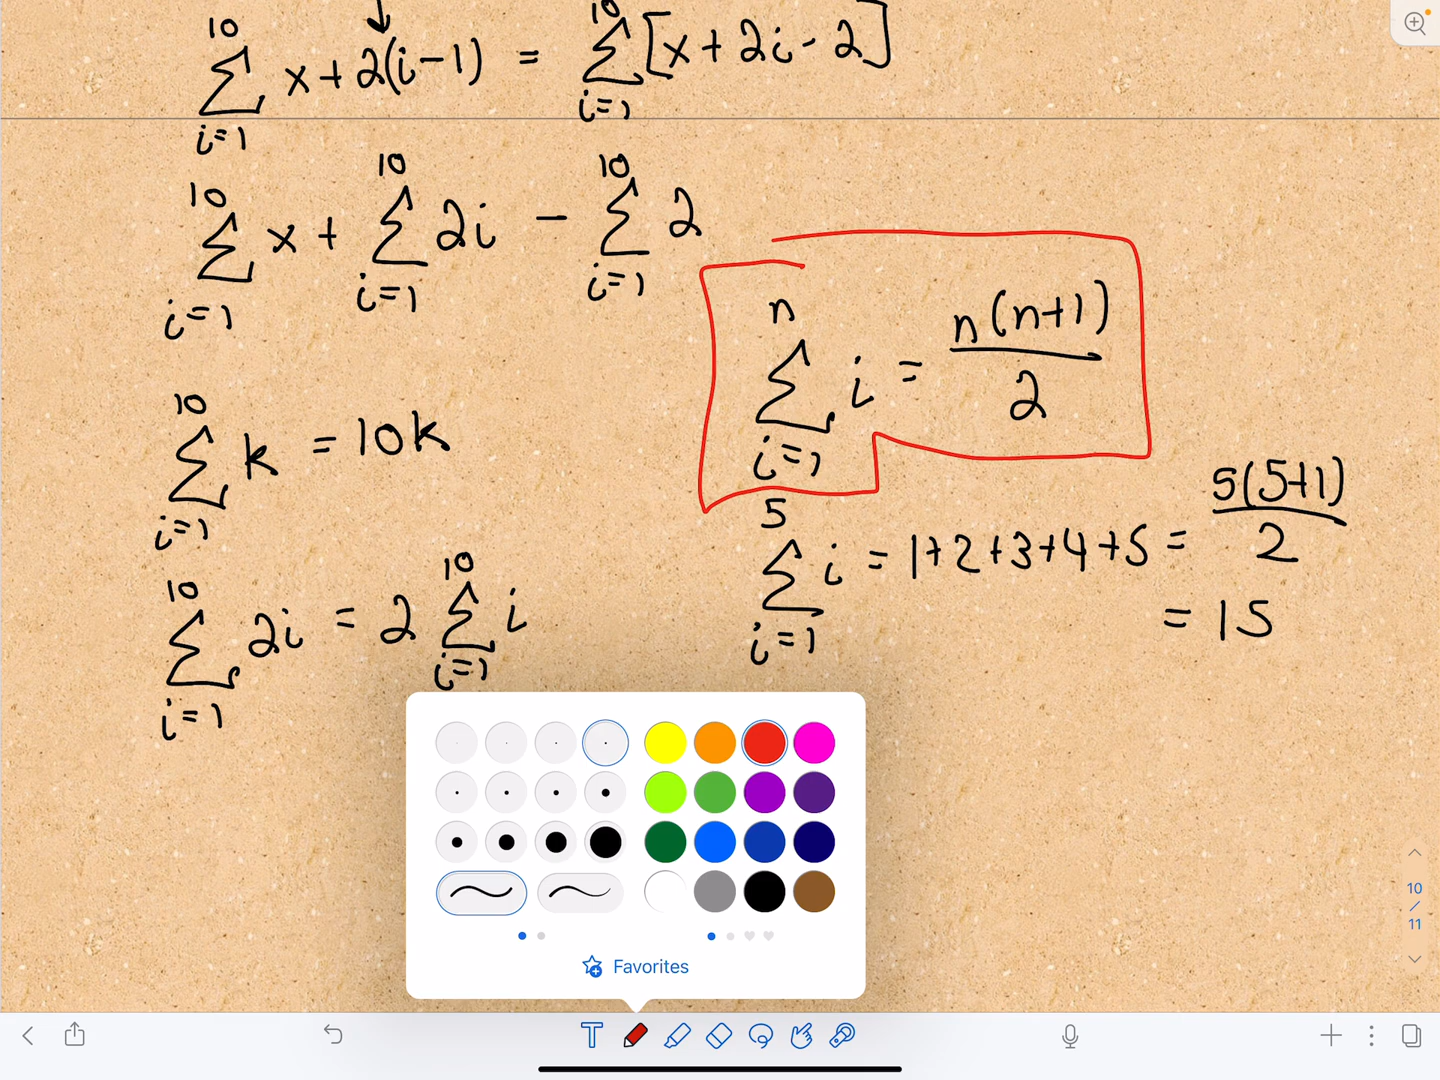 10 10
∑ x + 2(i-1) = ∑ [x + 2i - 2]
i=1 i=1
10 10 10
∑ x + ∑ 2i - ∑ 2
i=1 i=1 i=1
n
∑ i = n(n+1)/2
i=1
10
∑ k = 10k
i=1
5
∑ i = 1+2+3+4+5 = 5(5+1)/2
i=1
= 15
10 10
∑ 2i = 2 ∑ i
i=1 i=1
Favorites
10
/
11
T